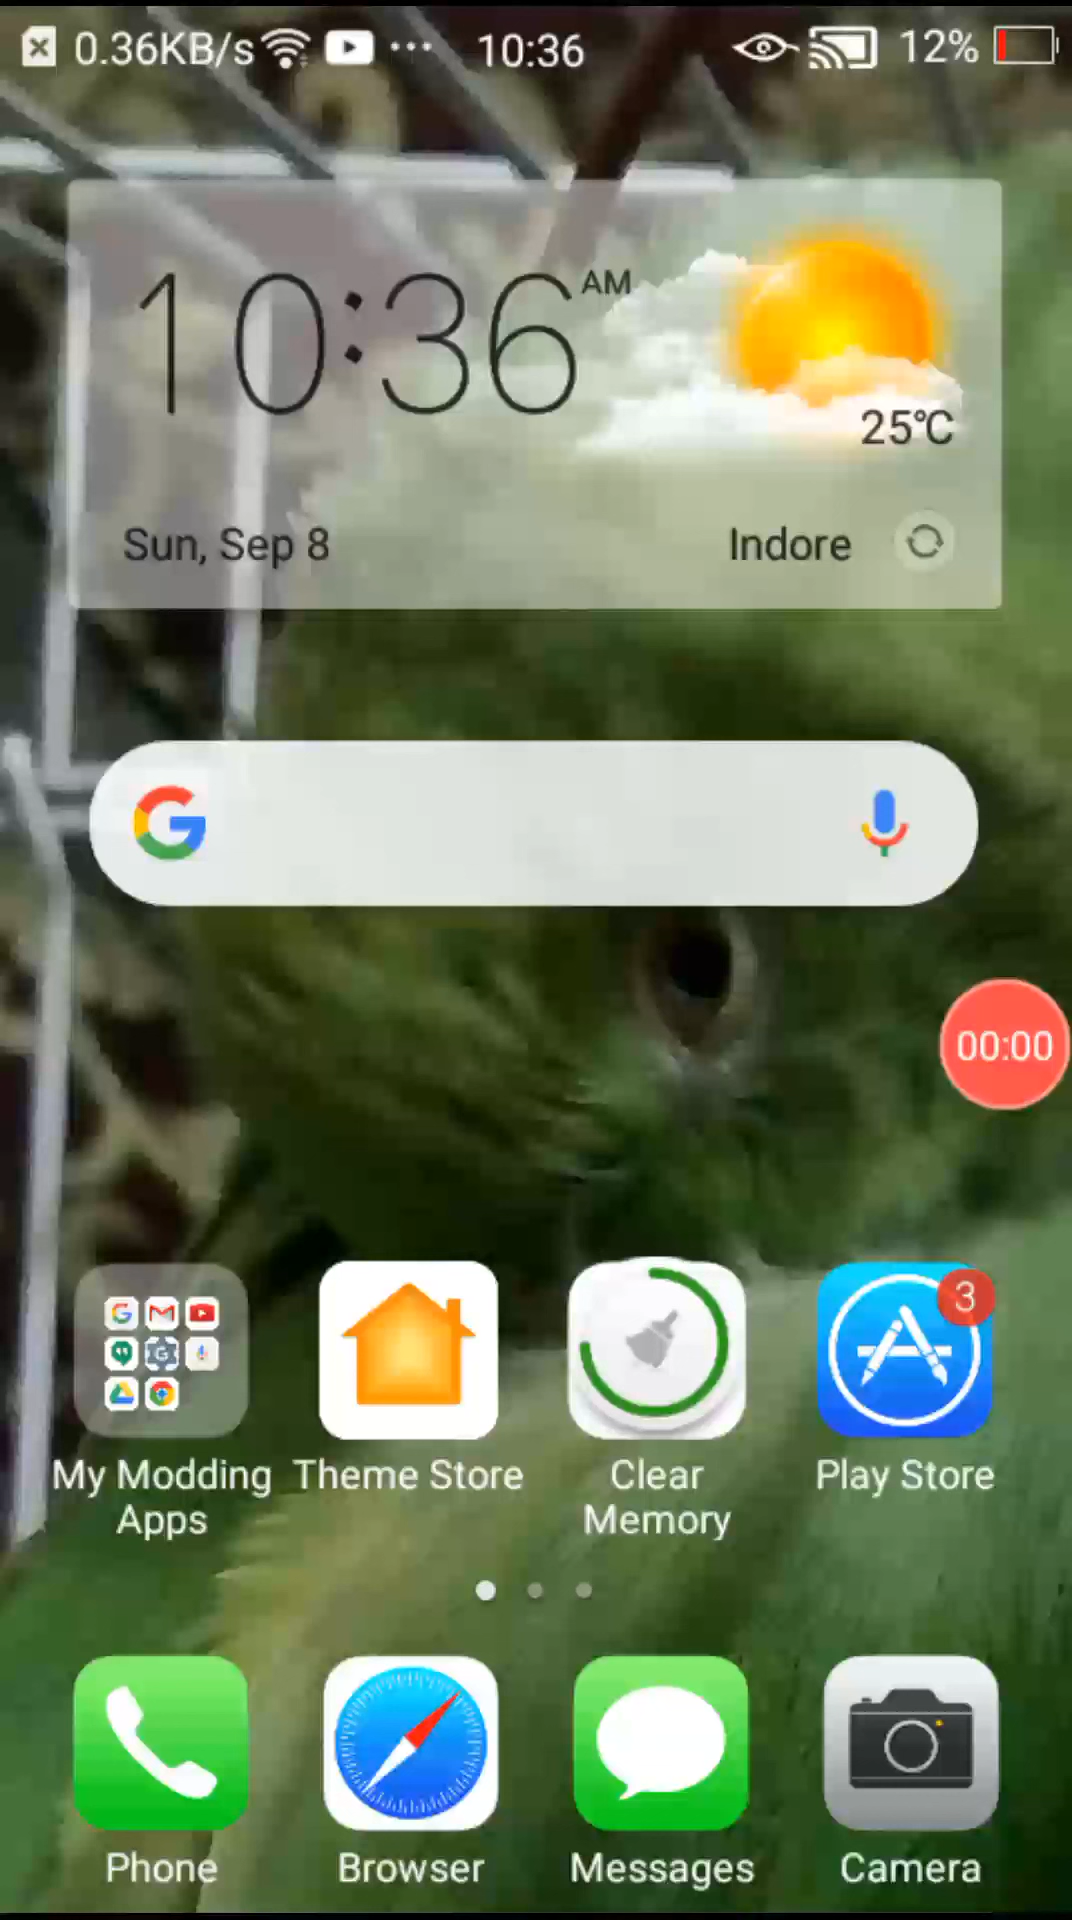 0.36KB/s 10:36 12%
10:36 AM
25℃
Sun, Sep 8 Indore
00:00
3
My Modding Apps
Theme Store
Clear Memory
Play Store
Phone
Browser
Messages
Camera